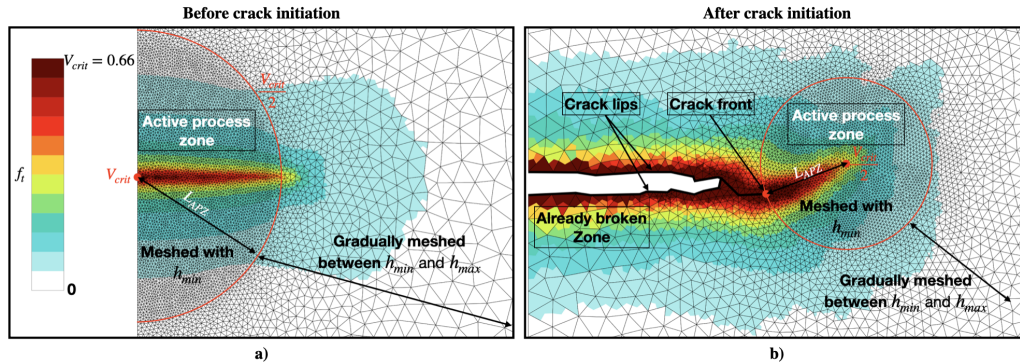 Before crack initiation
V_crit = 0.66
V_crit/2
Active process
zone
f_t
V_crit
L_APZ
Meshed with
h_min
Gradually meshed
between h_min and h_max
0
a)
After crack initiation
Crack lips
Crack front
Active process
zone
L_APZ
2
Already broken
Zone
Meshed with
h_min
Gradually meshed
between h_min and h_max
b)